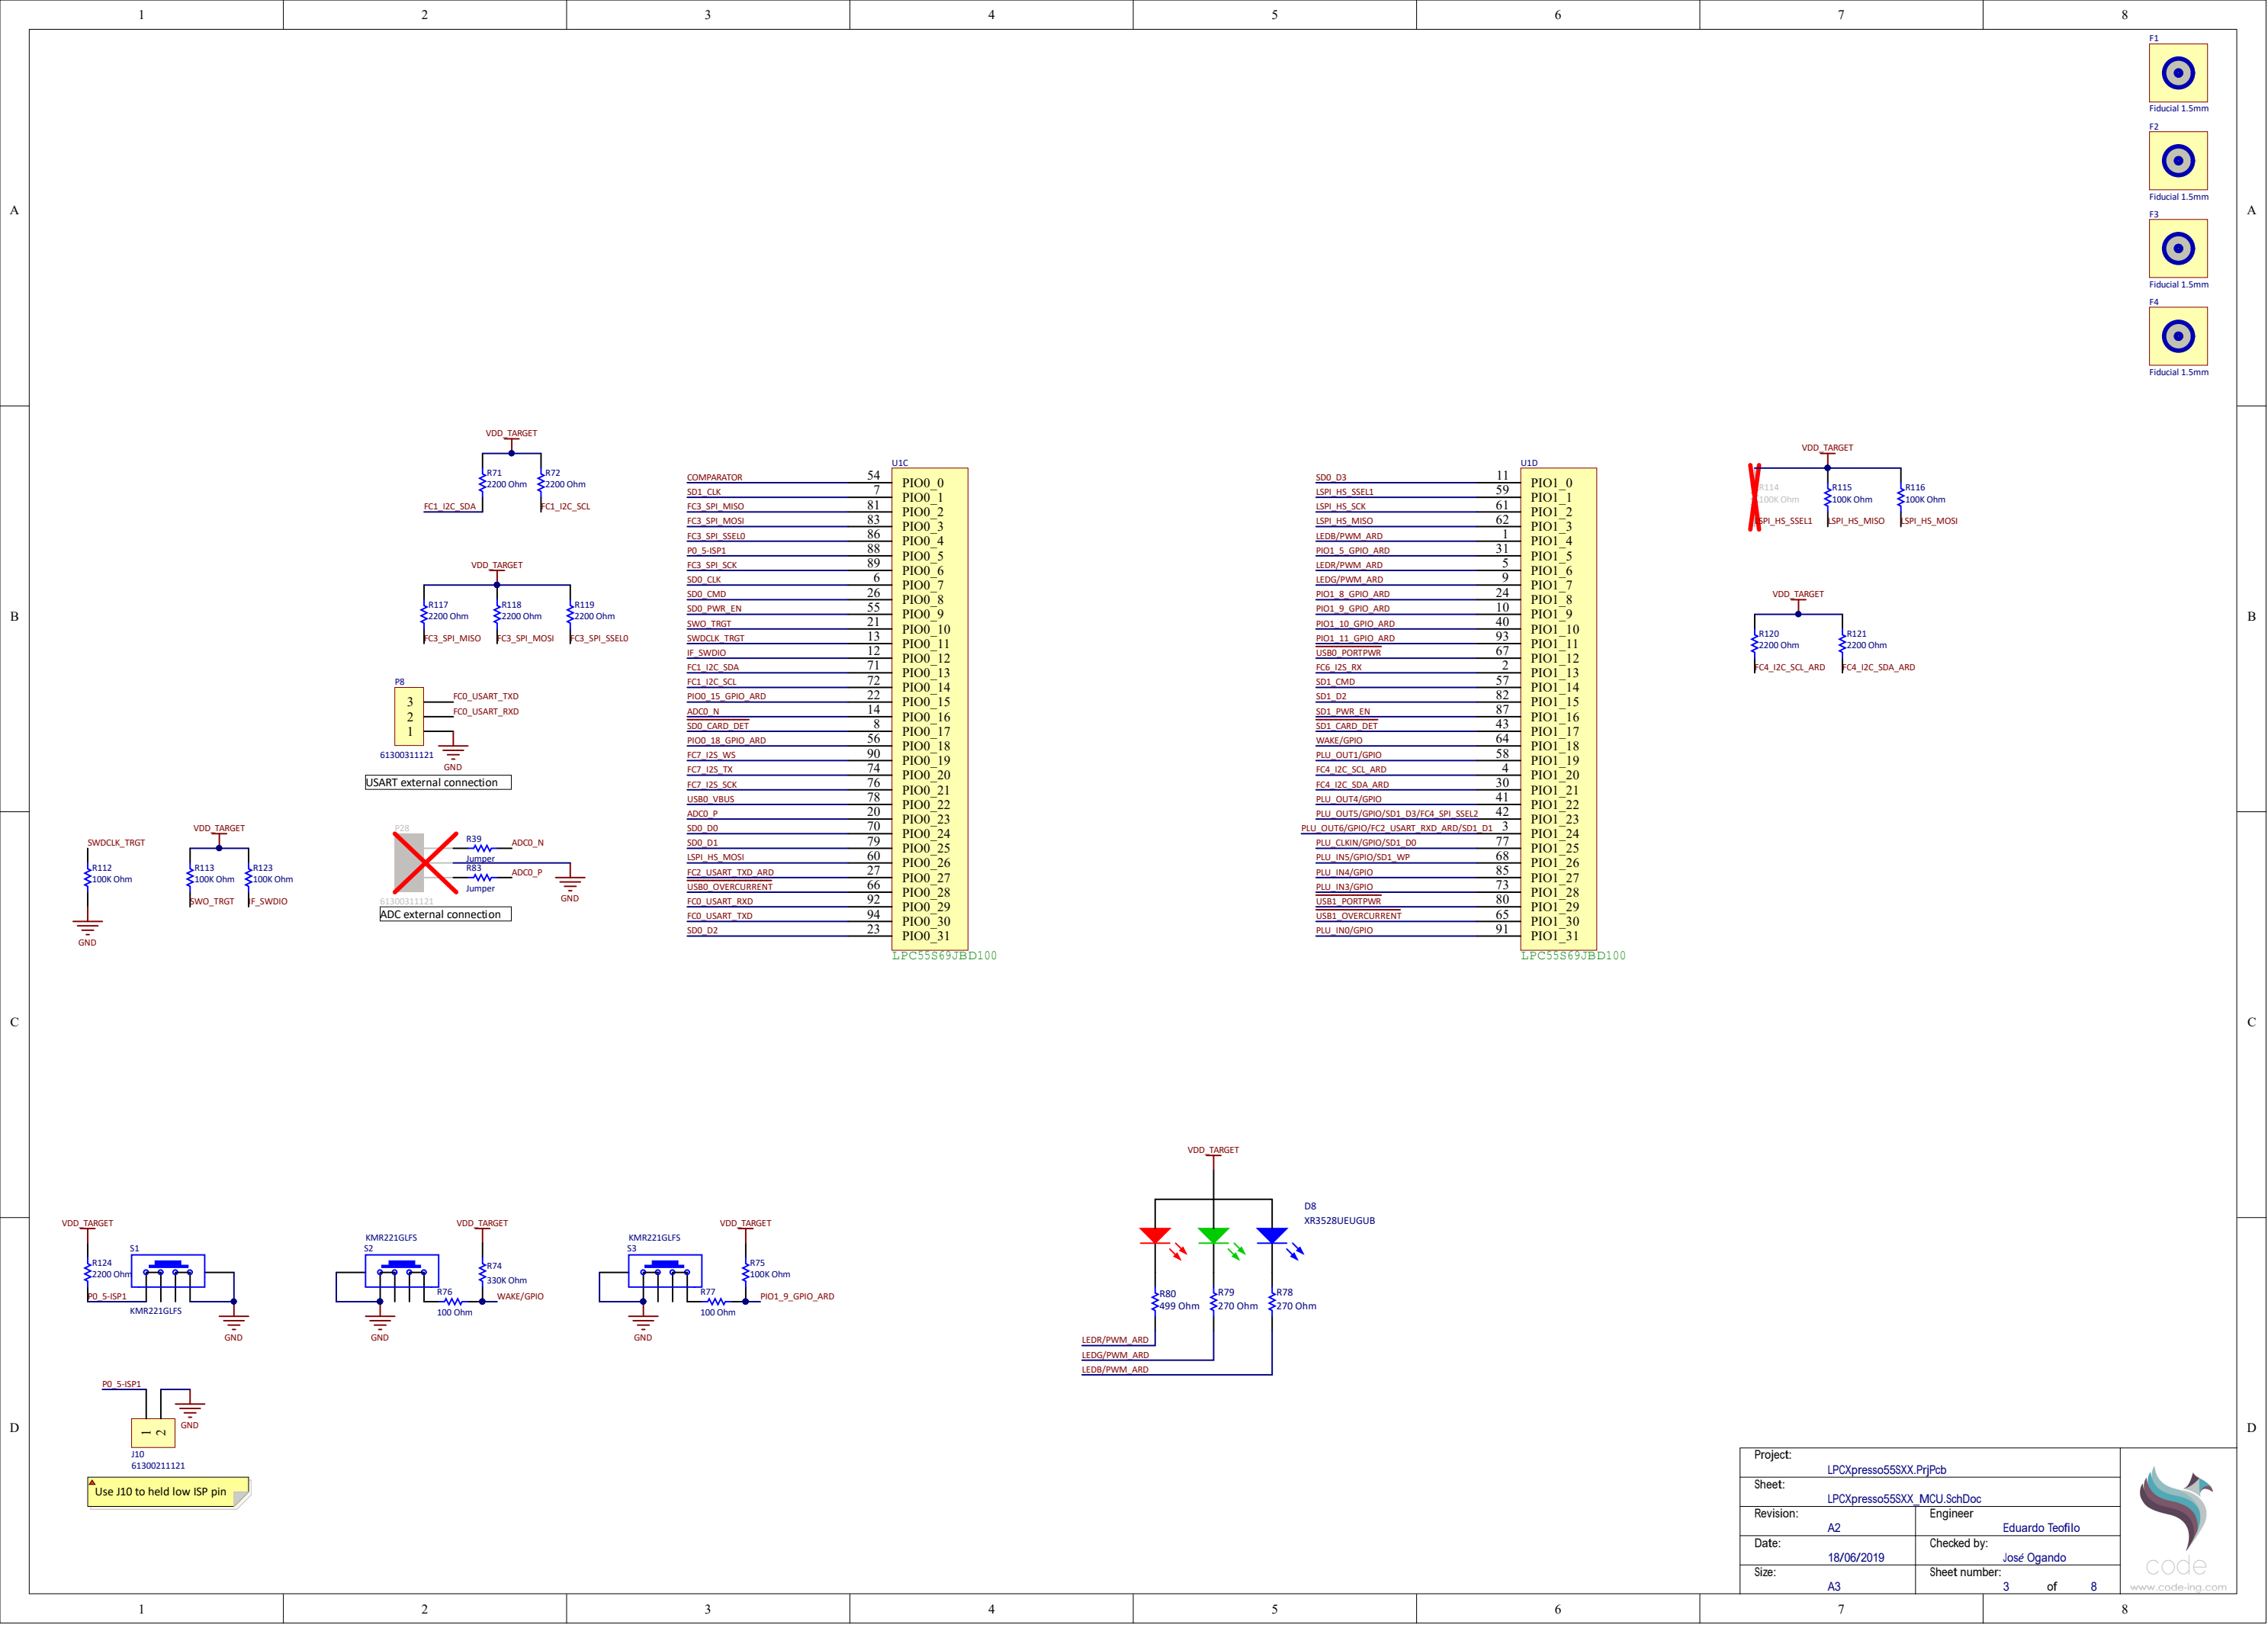 1 2 3 4 5 6 7 8
A A
B B
C C
D D
F1
Fiducial 1.5mm
F2
Fiducial 1.5mm
F3
Fiducial 1.5mm
F4
Fiducial 1.5mm
VDD_TARGET
R71
2200 Ohm
R72
2200 Ohm
FC1_I2C_SDA
FC1_I2C_SCL
VDD_TARGET
R117
2200 Ohm
R118
2200 Ohm
R119
2200 Ohm
FC3_SPI_MISO
FC3_SPI_MOSI
FC3_SPI_SSEL0
P8
3 FC0_USART_TXD
2 FC0_USART_RXD
1
61300311121
GND
USART external connection
SWDCLK_TRGT
R112
100K Ohm
GND
VDD_TARGET
R113
100K Ohm
R123
100K Ohm
SWO_TRGT
IF_SWDIO
P28
R39
Jumper
ADC0_N
R83
Jumper
ADC0_P
GND
61300311121
ADC external connection
U1C
COMPARATOR 54 PIO0_0
SD1_CLK 7 PIO0_1
FC3_SPI_MISO 81 PIO0_2
FC3_SPI_MOSI 83 PIO0_3
FC3_SPI_SSEL0 86 PIO0_4
P0_5-ISP1 88 PIO0_5
FC3_SPI_SCK 89 PIO0_6
SD0_CLK 6 PIO0_7
SD0_CMD 26 PIO0_8
SD0_PWR_EN 55 PIO0_9
SWO_TRGT 21 PIO0_10
SWDCLK_TRGT 13 PIO0_11
IF_SWDIO 12 PIO0_12
FC1_I2C_SDA 71 PIO0_13
FC1_I2C_SCL 72 PIO0_14
PIO0_15_GPIO_ARD 22 PIO0_15
ADC0_N 14 PIO0_16
SD0_CARD_DET 8 PIO0_17
PIO0_18_GPIO_ARD 56 PIO0_18
FC7_I2S_WS 90 PIO0_19
FC7_I2S_TX 74 PIO0_20
FC7_I2S_SCK 76 PIO0_21
USB0_VBUS 78 PIO0_22
ADC0_P 20 PIO0_23
SD0_D0 70 PIO0_24
SD0_D1 79 PIO0_25
LSPI_HS_MOSI 60 PIO0_26
FC2_USART_TXD_ARD 27 PIO0_27
USB0_OVERCURRENT 66 PIO0_28
FC0_USART_RXD 92 PIO0_29
FC0_USART_TXD 94 PIO0_30
SD0_D2 23 PIO0_31
LPC55S69JBD100
U1D
SD0_D3 11 PIO1_0
LSPI_HS_SSEL1 59 PIO1_1
LSPI_HS_SCK 61 PIO1_2
LSPI_HS_MISO 62 PIO1_3
LEDB/PWM_ARD 1 PIO1_4
PIO1_5_GPIO_ARD 31 PIO1_5
LEDR/PWM_ARD 5 PIO1_6
LEDG/PWM_ARD 9 PIO1_7
PIO1_8_GPIO_ARD 24 PIO1_8
PIO1_9_GPIO_ARD 10 PIO1_9
PIO1_10_GPIO_ARD 40 PIO1_10
PIO1_11_GPIO_ARD 93 PIO1_11
USB0_PORTPWR 67 PIO1_12
FC6_I2S_RX 2 PIO1_13
SD1_CMD 57 PIO1_14
SD1_D2 82 PIO1_15
SD1_PWR_EN 87 PIO1_16
SD1_CARD_DET 43 PIO1_17
WAKE/GPIO 64 PIO1_18
PLU_OUT1/GPIO 58 PIO1_19
FC4_I2C_SCL_ARD 4 PIO1_20
FC4_I2C_SDA_ARD 30 PIO1_21
PLU_OUT4/GPIO 41 PIO1_22
PLU_OUT5/GPIO/SD1_D3/FC4_SPI_SSEL2 42 PIO1_23
PLU_OUT6/GPIO/FC2_USART_RXD_ARD/SD1_D1 3 PIO1_24
PLU_CLKIN/GPIO/SD1_D0 77 PIO1_25
PLU_IN5/GPIO/SD1_WP 68 PIO1_26
PLU_IN4/GPIO 85 PIO1_27
PLU_IN3/GPIO 73 PIO1_28
USB1_PORTPWR 80 PIO1_29
USB1_OVERCURRENT 65 PIO1_30
PLU_IN0/GPIO 91 PIO1_31
LPC55S69JBD100
VDD_TARGET
R114
100K Ohm
R115
100K Ohm
R116
100K Ohm
LSPI_HS_SSEL1
LSPI_HS_MISO
LSPI_HS_MOSI
VDD_TARGET
R120
2200 Ohm
R121
2200 Ohm
FC4_I2C_SCL_ARD
FC4_I2C_SDA_ARD
VDD_TARGET
R124
2200 Ohm
S1
P0_5-ISP1
KMR221GLFS
GND
KMR221GLFS
S2
VDD_TARGET
R74
330K Ohm
R76
100 Ohm
WAKE/GPIO
GND
KMR221GLFS
S3
VDD_TARGET
R75
100K Ohm
R77
100 Ohm
PIO1_9_GPIO_ARD
GND
VDD_TARGET
D8
XR3528UEUGUB
R80
499 Ohm
R79
270 Ohm
R78
270 Ohm
LEDR/PWM_ARD
LEDG/PWM_ARD
LEDB/PWM_ARD
P0_5-ISP1
GND
1 2
J10
61300211121
Use J10 to held low ISP pin
Project:
LPCXpresso55SXX.PrjPcb
Sheet:
LPCXpresso55SXX_MCU.SchDoc
Revision: Engineer
A2 Eduardo Teofilo
Date: Checked by:
18/06/2019 José Ogando
Size: Sheet number:
A3 3 of 8
code
www.code-ing.com
1 2 3 4 5 6 7 8